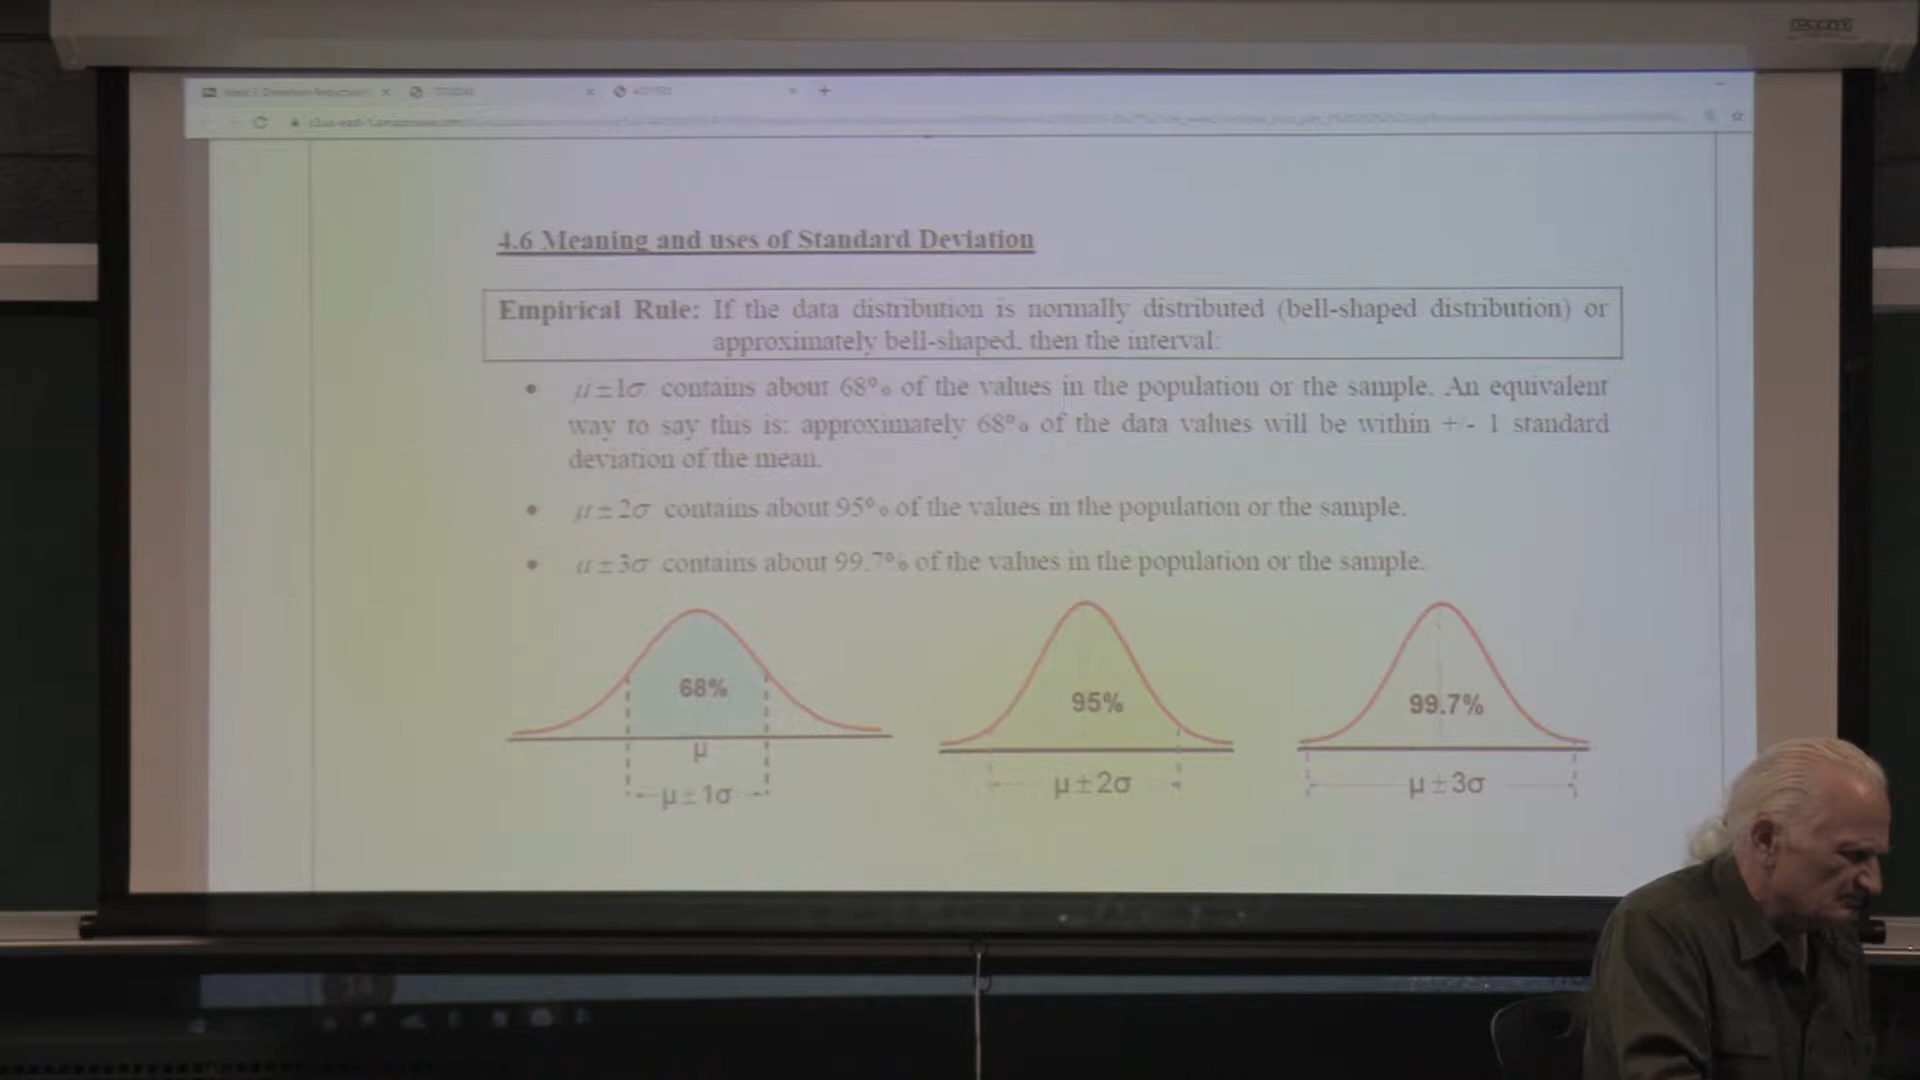 4.6 Meaning and uses of Standard Deviation
Empirical Rule: If the data distribution is normally distributed (bell-shaped distribution) or
approximately bell-shaped, then the interval:
• μ±1σ contains about 68% of the values in the population or the sample. An equivalent
way to say this is: approximately 68% of the data values will be within +/- 1 standard
deviation of the mean.
• μ±2σ contains about 95% of the values in the population or the sample.
• μ±3σ contains about 99.7% of the values in the population or the sample.
68%
μ
μ±1σ
95%
μ±2σ
99.7%
μ±3σ